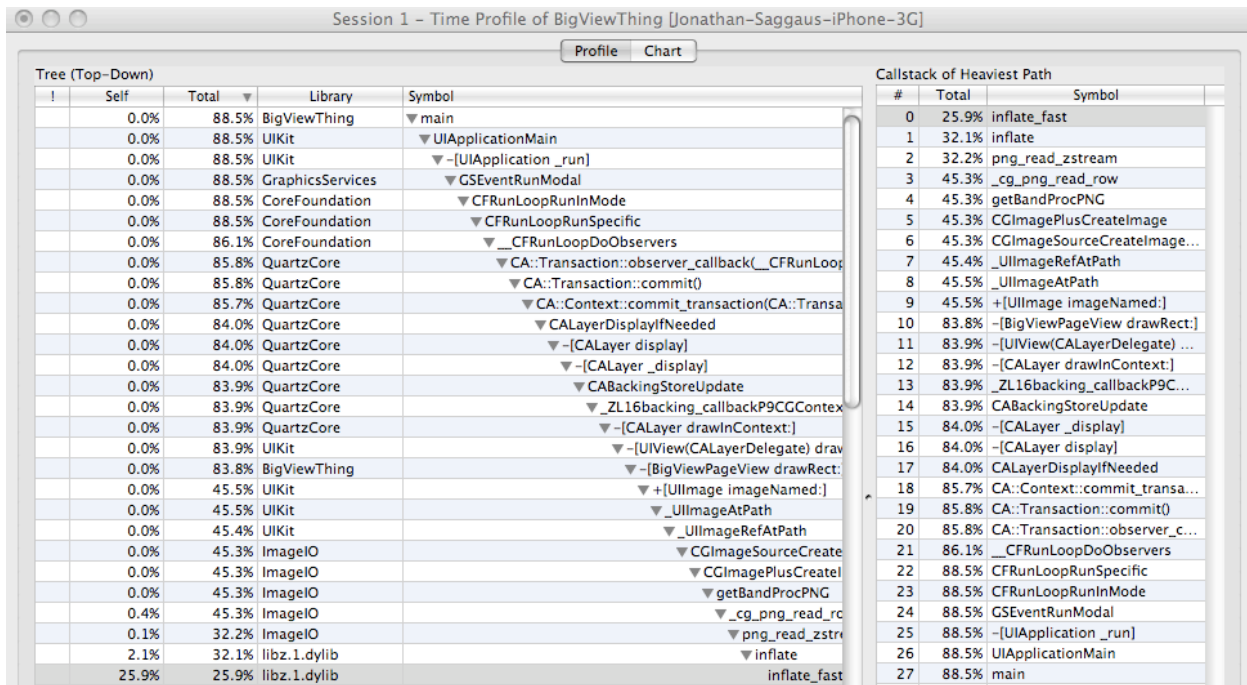 Session 1 – Time Profile of BigViewThing [Jonathan-Saggaus-iPhone-3G]
Profile Chart
Tree (Top-Down)
! Self Total Library Symbol
0.0% 88.5% BigViewThing main
0.0% 88.5% UIKit UIApplicationMain
0.0% 88.5% UIKit -[UIApplication _run]
0.0% 88.5% GraphicsServices GSEventRunModal
0.0% 88.5% CoreFoundation CFRunLoopRunInMode
0.0% 88.5% CoreFoundation CFRunLoopRunSpecific
0.0% 86.1% CoreFoundation __CFRunLoopDoObservers
0.0% 85.8% QuartzCore CA::Transaction::observer_callback(__CFRunLoop
0.0% 85.8% QuartzCore CA::Transaction::commit()
0.0% 85.7% QuartzCore CA::Context::commit_transaction(CA::Transa
0.0% 84.0% QuartzCore CALayerDisplayIfNeeded
0.0% 84.0% QuartzCore -[CALayer display]
0.0% 84.0% QuartzCore -[CALayer _display]
0.0% 83.9% QuartzCore CABackingStoreUpdate
0.0% 83.9% QuartzCore _ZL16backing_callbackP9CGContex
0.0% 83.9% QuartzCore -[CALayer drawInContext:]
0.0% 83.9% UIKit -[UIView(CALayerDelegate) draw
0.0% 83.8% BigViewThing -[BigViewPageView drawRect:
0.0% 45.5% UIKit +[UIImage imageNamed:]
0.0% 45.5% UIKit _UIImageAtPath
0.0% 45.4% UIKit _UIImageRefAtPath
0.0% 45.3% ImageIO CGImageSourceCreate
0.0% 45.3% ImageIO CGImagePlusCreateI
0.0% 45.3% ImageIO getBandProcPNG
0.4% 45.3% ImageIO _cg_png_read_ro
0.1% 32.2% ImageIO png_read_zstre
2.1% 32.1% libz.1.dylib inflate
25.9% 25.9% libz.1.dylib inflate_fast
Callstack of Heaviest Path
# Total Symbol
0 25.9% inflate_fast
1 32.1% inflate
2 32.2% png_read_zstream
3 45.3% _cg_png_read_row
4 45.3% getBandProcPNG
5 45.3% CGImagePlusCreateImage
6 45.3% CGImageSourceCreateImage...
7 45.4% _UIImageRefAtPath
8 45.5% _UIImageAtPath
9 45.5% +[UIImage imageNamed:]
10 83.8% -[BigViewPageView drawRect:]
11 83.9% -[UIView(CALayerDelegate) ...
12 83.9% -[CALayer drawInContext:]
13 83.9% _ZL16backing_callbackP9C...
14 83.9% CABackingStoreUpdate
15 84.0% -[CALayer _display]
16 84.0% -[CALayer display]
17 84.0% CALayerDisplayIfNeeded
18 85.7% CA::Context::commit_transa...
19 85.8% CA::Transaction::commit()
20 85.8% CA::Transaction::observer_c...
21 86.1% __CFRunLoopDoObservers
22 88.5% CFRunLoopRunSpecific
23 88.5% CFRunLoopRunInMode
24 88.5% GSEventRunModal
25 88.5% -[UIApplication _run]
26 88.5% UIApplicationMain
27 88.5% main